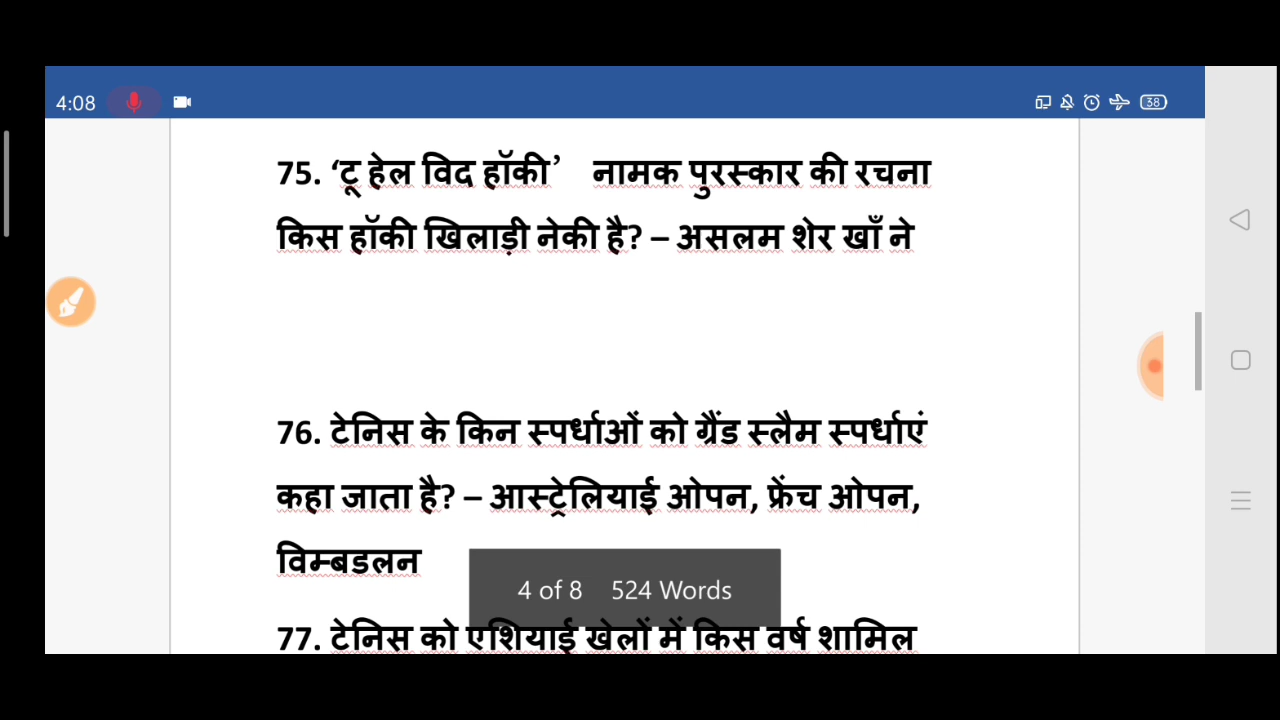 4:08
38
75. ‘टू हेल विद हॉकी’ नामक पुरस्कार की रचना
किस हॉकी खिलाड़ी नेकी है? – असलम शेर खाँ ने
76. टेनिस के किन स्पर्धाओं को ग्रैंड स्लैम स्पर्धाएं
कहा जाता है? – आस्ट्रेलियाई ओपन, फ्रेंच ओपन,
विम्बडलन
4 of 8 524 Words
77. टेनिस को एशियाई खेलों में किस वर्ष शामिल